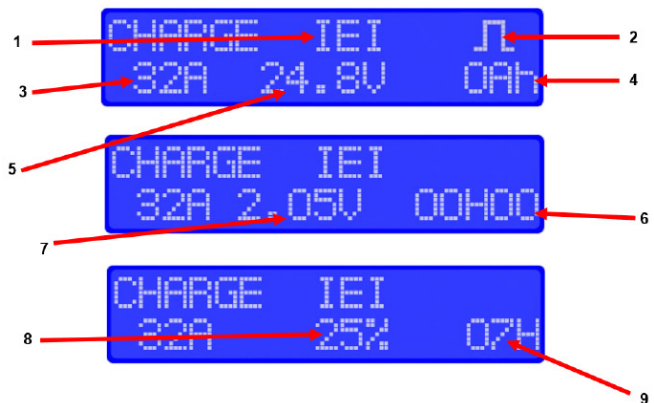 1 CHARGE IEI 2
3 32A 24.8V 0Ah 4
5
CHARGE IEI
32A 2.05V 00H00 6
7
CHARGE IEI
8 32A 25% 07H
9